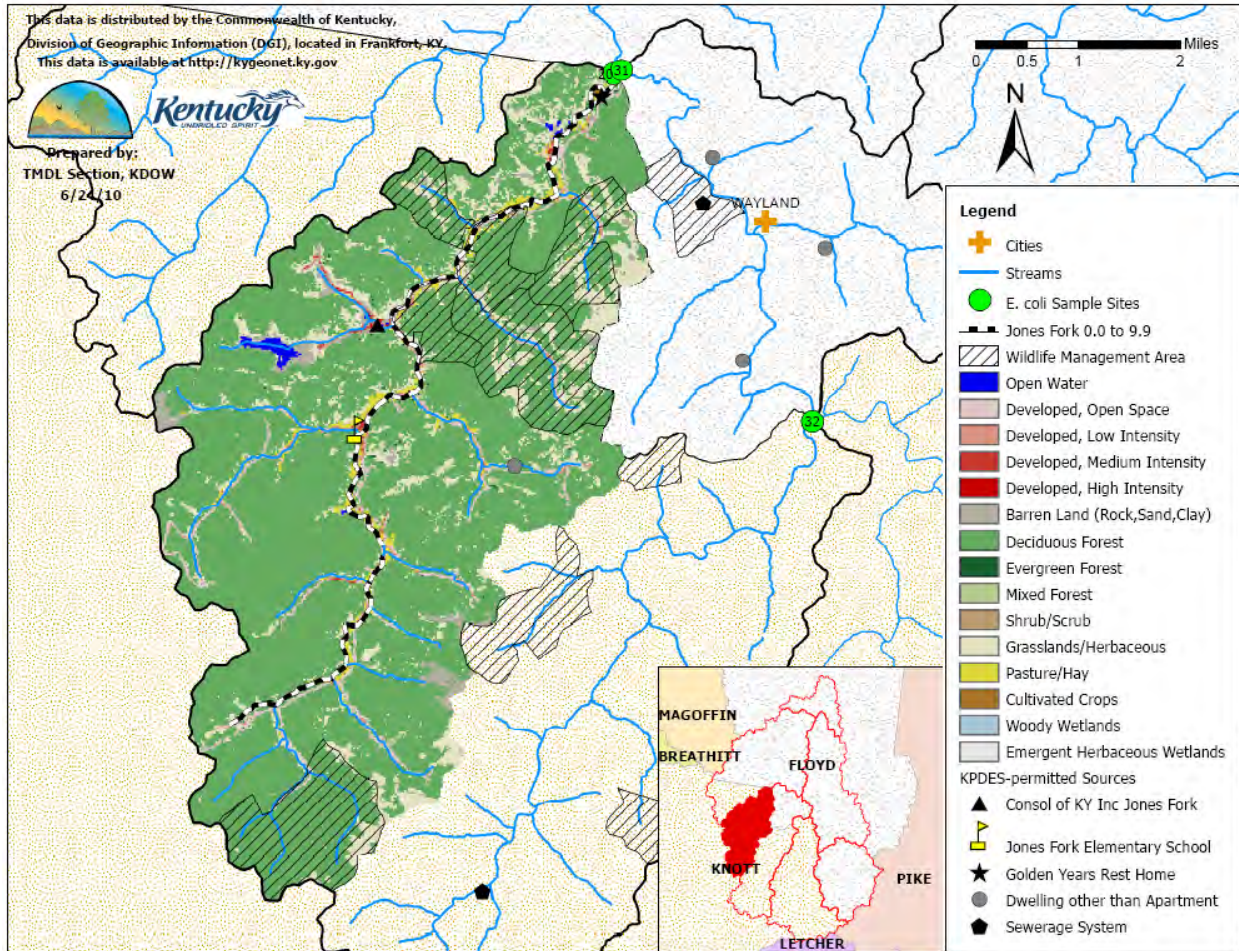 This data is distributed by the Commonwealth of Kentucky,
Division of Geographic Information (DGI), located in Frankfort, KY.
This data is available at http://kygeonet.ky.gov
Kentucky
UNBRIDLED SPIRIT
Prepared by:
TMDL Section, KDOW
6/24/10
Miles
0 0.5 1 2
N
20
31
WAYLAND
32
Legend
Cities
Streams
E. coli Sample Sites
Jones Fork 0.0 to 9.9
Wildlife Management Area
Open Water
Developed, Open Space
Developed, Low Intensity
Developed, Medium Intensity
Developed, High Intensity
Barren Land (Rock,Sand,Clay)
Deciduous Forest
Evergreen Forest
Mixed Forest
Shrub/Scrub
Grasslands/Herbaceous
Pasture/Hay
Cultivated Crops
Woody Wetlands
Emergent Herbaceous Wetlands
KPDES-permitted Sources
Consol of KY Inc Jones Fork
Jones Fork Elementary School
Golden Years Rest Home
Dwelling other than Apartment
Sewerage System
MAGOFFIN
BREATHITT
FLOYD
KNOTT
PIKE
LETCHER